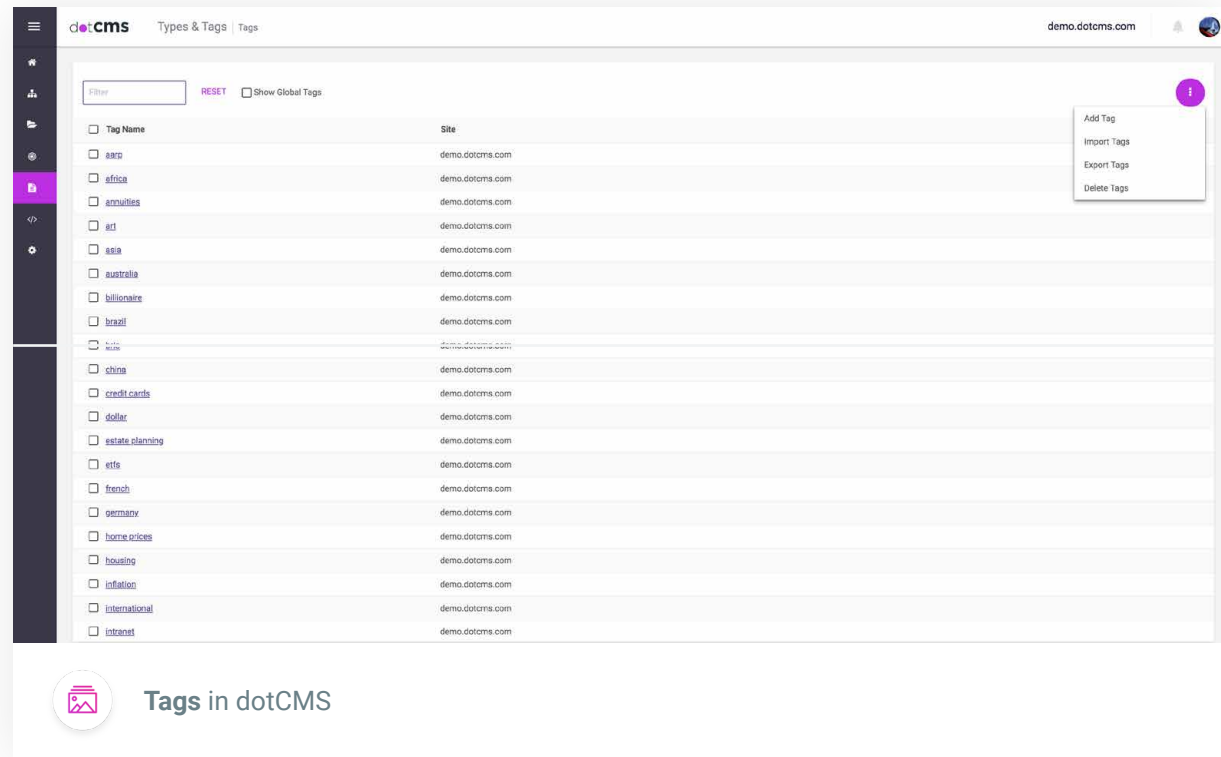 dotCMS Types & Tags | Tags demo.dotcms.com
Filter RESET Show Global Tags
Add Tag
Import Tags
Export Tags
Delete Tags
Tag Name Site
aarp demo.dotcms.com
africa demo.dotcms.com
annuities demo.dotcms.com
art demo.dotcms.com
asia demo.dotcms.com
australia demo.dotcms.com
billionaire demo.dotcms.com
brazil demo.dotcms.com
demo.dotcms.com
china demo.dotcms.com
credit cards demo.dotcms.com
dollar demo.dotcms.com
estate planning demo.dotcms.com
etfs demo.dotcms.com
french demo.dotcms.com
germany demo.dotcms.com
home prices demo.dotcms.com
housing demo.dotcms.com
inflation demo.dotcms.com
international demo.dotcms.com
intranet demo.dotcms.com
Tags in dotCMS